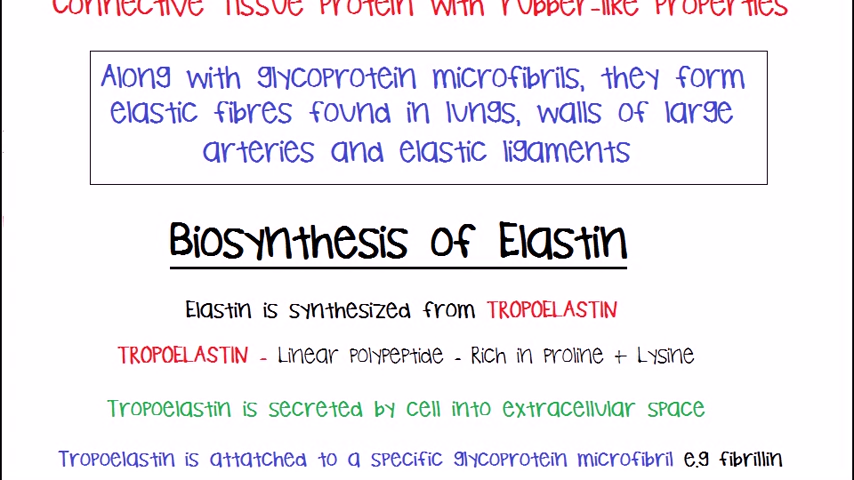 Connective Tissue Protein with rubber-like Properties
Along with glycoprotein microfibrils, they form
elastic fibres found in lungs, walls of large
arteries and elastic ligaments
Biosynthesis of Elastin
Elastin is synthesized from TROPOELASTIN
TROPOELASTIN - Linear polypeptide - Rich in Proline + Lysine
Tropoelastin is secreted by cell into extracellular space
Tropoelastin is attatched to a specific glycoprotein microfibril e.g fibrillin